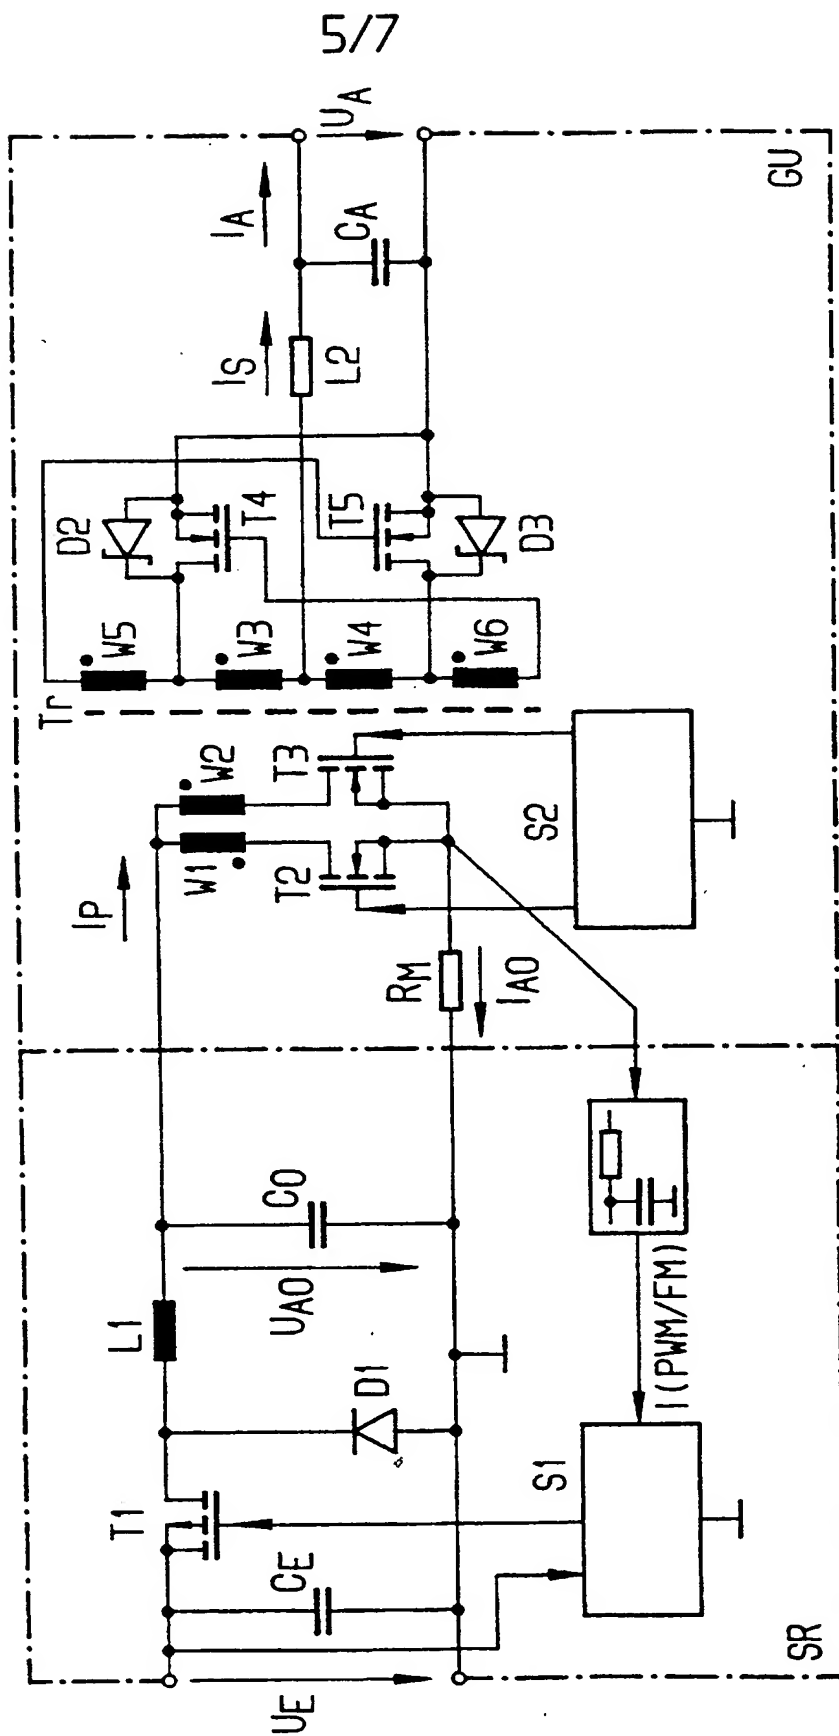 5/7
Tr
W5
W3
W4
W6
D2
T4
T5
D3
IS
L2
IA
CA
UA
GU
IP
W1
W2
T2
T3
RM
IA0
S2
L1
C0
UA0
D1
T1
CE
UE
S1
I(PWM/FM)
SR